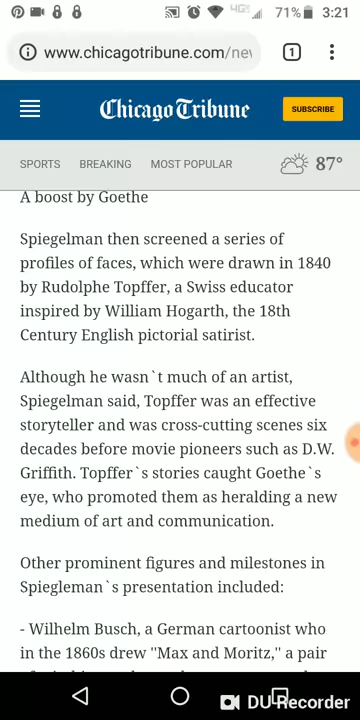 71% 3:21
www.chicagotribune.com/ne 1
Chicago Tribune
SUBSCRIBE
SPORTS BREAKING MOST POPULAR 87°
A boost by Goethe
Spiegelman then screened a series of
profiles of faces, which were drawn in 1840
by Rudolphe Topffer, a Swiss educator
inspired by William Hogarth, the 18th
Century English pictorial satirist.
Although he wasn`t much of an artist,
Spiegelman said, Topffer was an effective
storyteller and was cross-cutting scenes six
decades before movie pioneers such as D.W.
Griffith. Topffer`s stories caught Goethe`s
eye, who promoted them as heralding a new
medium of art and communication.
Other prominent figures and milestones in
Spiegleman`s presentation included:
- Wilhelm Busch, a German cartoonist who
in the 1860s drew "Max and Moritz," a pair
DU Recorder